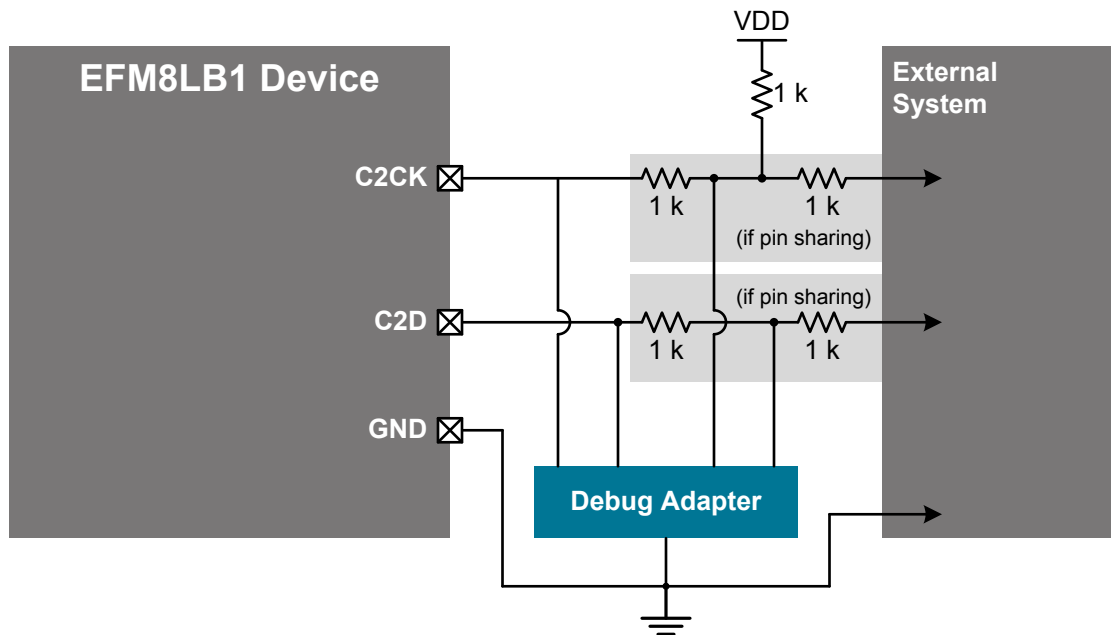 VDD
EFM8LB1 Device
External
System
1 k
C2CK
1 k
1 k
(if pin sharing)
(if pin sharing)
C2D
1 k
1 k
GND
Debug Adapter